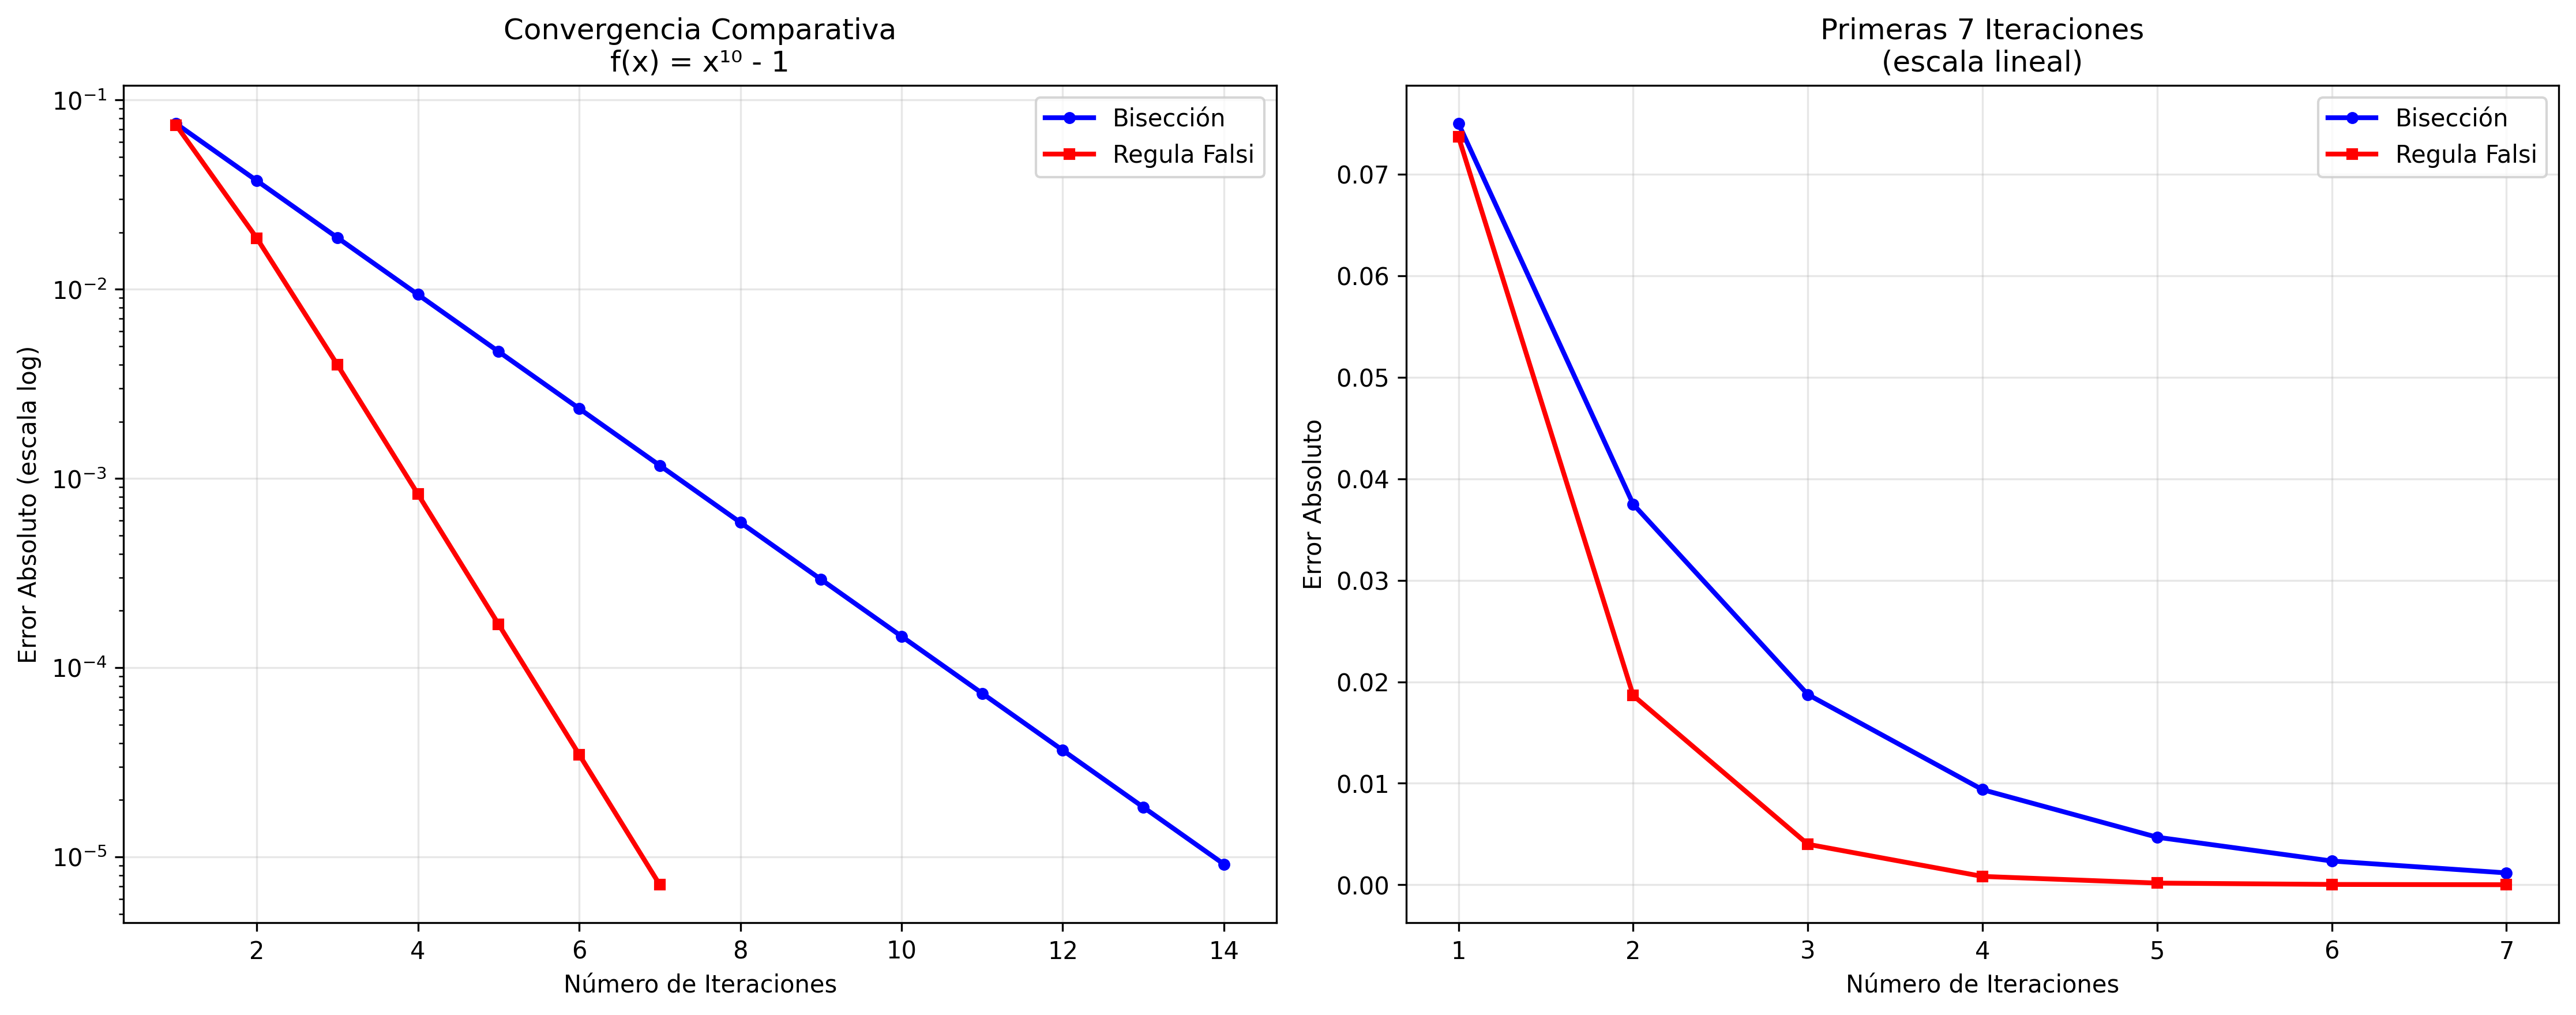 Convergencia Comparativa
f(x) = x¹⁰ - 1
Error Absoluto (escala log)
10⁻¹
10⁻²
10⁻³
10⁻⁴
10⁻⁵
2 4 6 8 10 12 14
Número de Iteraciones
Bisección
Regula Falsi
Primeras 7 Iteraciones
(escala lineal)
Error Absoluto
0.07
0.06
0.05
0.04
0.03
0.02
0.01
0.00
1 2 3 4 5 6 7
Número de Iteraciones
Bisección
Regula Falsi